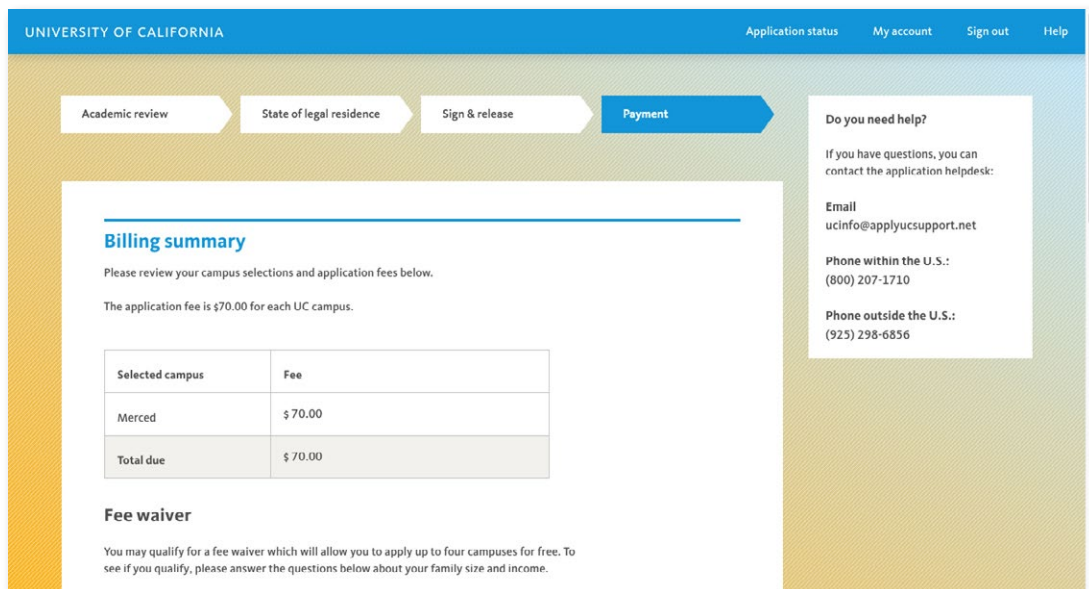 UNIVERSITY OF CALIFORNIA
Application status
My account
Sign out
Help
Academic review
State of legal residence
Sign & release
Payment
Billing summary
Please review your campus selections and application fees below.
The application fee is $70.00 for each UC campus.
Selected campus Fee
Merced $ 70.00
Total due $ 70.00
Fee waiver
You may qualify for a fee waiver which will allow you to apply up to four campuses for free. To
see if you qualify, please answer the questions below about your family size and income.
Do you need help?
If you have questions, you can
contact the application helpdesk:
Email
ucinfo@applyucsupport.net
Phone within the U.S.:
(800) 207-1710
Phone outside the U.S.:
(925) 298-6856